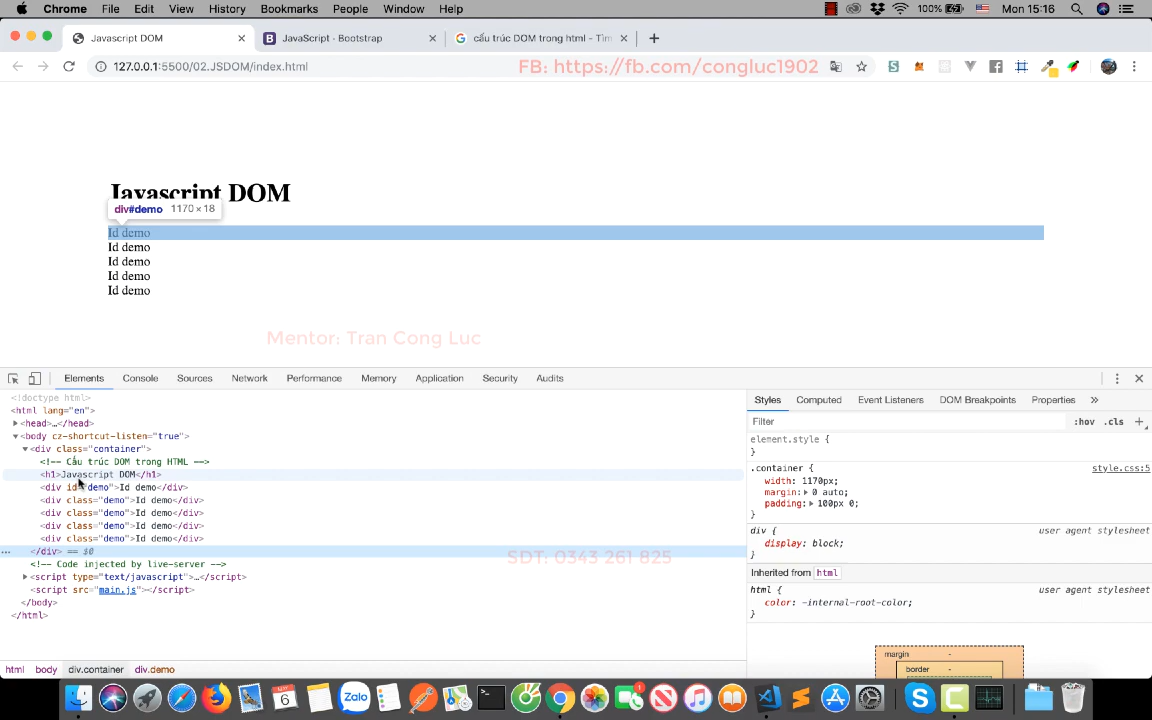 Chrome File Edit View History Bookmarks People Window Help 100% Mon 15:16
Javascript DOM JavaScript · Bootstrap cấu trúc DOM trong html - Tìm
127.0.0.1:5500/02.JSDOM/index.html FB: https://fb.com/congluc1902
Javascript DOM
div#demo 1170 × 18
Id demo
Id demo
Id demo
Id demo
Id demo
Mentor: Tran Cong Luc
Elements Console Sources Network Performance Memory Application Security Audits
<!doctype html>
<html lang="en">
<head>…</head>
<body cz-shortcut-listen="true">
<div class="container">
<!-- Cấu trúc DOM trong HTML -->
<h1>Javascript DOM</h1>
<div id="demo">Id demo</div>
<div class="demo">Id demo</div>
<div class="demo">Id demo</div>
<div class="demo">Id demo</div>
<div class="demo">Id demo</div>
… </div> == $0
<!-- Code injected by live-server -->
<script type="text/javascript">…</script>
<script src="main.js"></script>
</body>
</html>
SDT: 0343 261 825
html body div.container div.demo
Styles Computed Event Listeners DOM Breakpoints Properties »
Filter :hov .cls +
element.style {
}
.container { style.css:5
width: 1170px;
margin: 0 auto;
padding: 100px 0;
}
div { user agent stylesheet
display: block;
}
Inherited from html
html { user agent stylesheet
color: -internal-root-color;
}
margin -
border -
6 Zalo 1